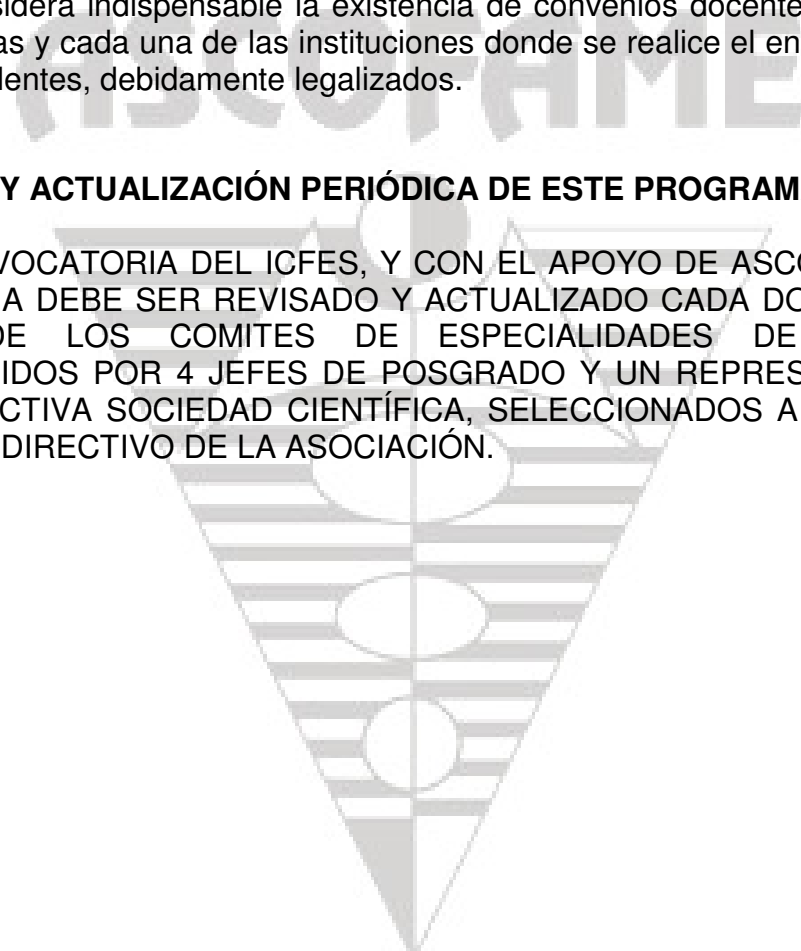 sidera indispensable la existencia de convenios docente
as y cada una de las instituciones donde se realice el en
dentes, debidamente legalizados.
ASCOFAME
Y ACTUALIZACIÓN PERIÓDICA DE ESTE PROGRAM
VOCATORIA DEL ICFES, Y CON EL APOYO DE ASCO
A DEBE SER REVISADO Y ACTUALIZADO CADA DO
DE LOS COMITES DE ESPECIALIDADES DE
IDOS POR 4 JEFES DE POSGRADO Y UN REPRES
CTIVA SOCIEDAD CIENTÍFICA, SELECCIONADOS A
DIRECTIVO DE LA ASOCIACIÓN.